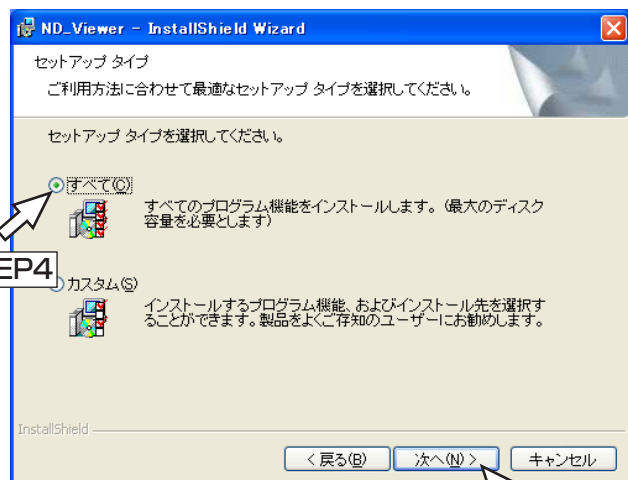 ND_Viewer - InstallShield Wizard
セットアップ タイプ
ご利用方法に合わせて最適なセットアップ タイプを選択してください。
セットアップ タイプを選択してください。
すべて(C)
すべてのプログラム機能をインストールします。(最大のディスク
容量を必要とします)
EP4
カスタム(S)
インストールするプログラム機能、およびインストール先を選択す
ることができます。製品をよくご存知のユーザーにお勧めします。
InstallShield
< 戻る(B) 次へ(N) > キャンセル